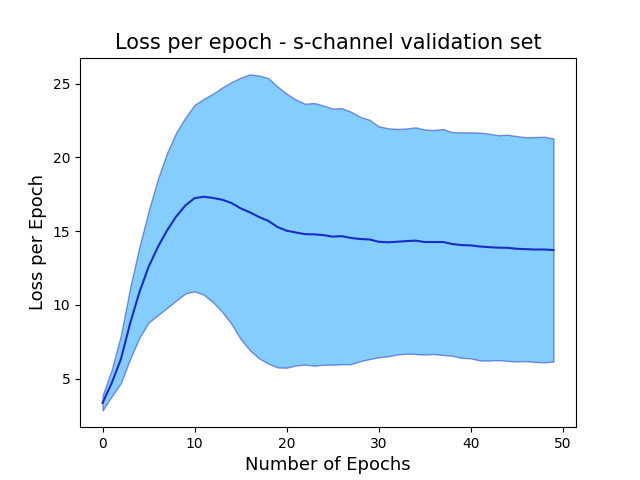 Loss per epoch - s-channel validation set
Loss per Epoch
25
20
15
10
5
0 10 20 30 40 50
Number of Epochs